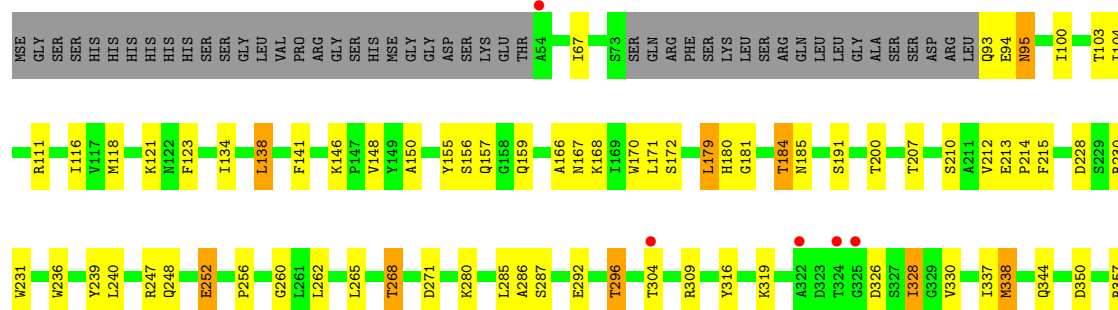 MSE GLY SER SER HIS HIS HIS HIS HIS HIS SER SER GLY LEU VAL PRO ARG GLY SER HIS MSE GLY GLY ASP SER LYS GLU THR A54 I67 S73 SER GLN ARG PHE SER LYS LEU SER ARG GLN LEU LEU GLY ALA SER SER ASP ARG LEU Q93 E94 N95 I100 T103
R111 I116 V117 M118 K121 N122 F123 I134 L138 F141 K146 P147 V148 Y149 A150 Y155 S156 Q157 G158 Q159 A166 N167 K168 I169 W170 L171 S172 L179 H180 G181 T184 N185 S191 T200 T207 S210 A211 V212 E213 P214 F215 D228 S229
W231 W236 Y239 L240 R247 Q248 E252 P256 G260 L261 L262 L265 T268 D271 K280 L285 A286 S287 E292 T296 T304 R309 Y316 K319 A322 D323 T324 G325 D326 S327 I328 G329 V330 I337 M338 Q344 D350